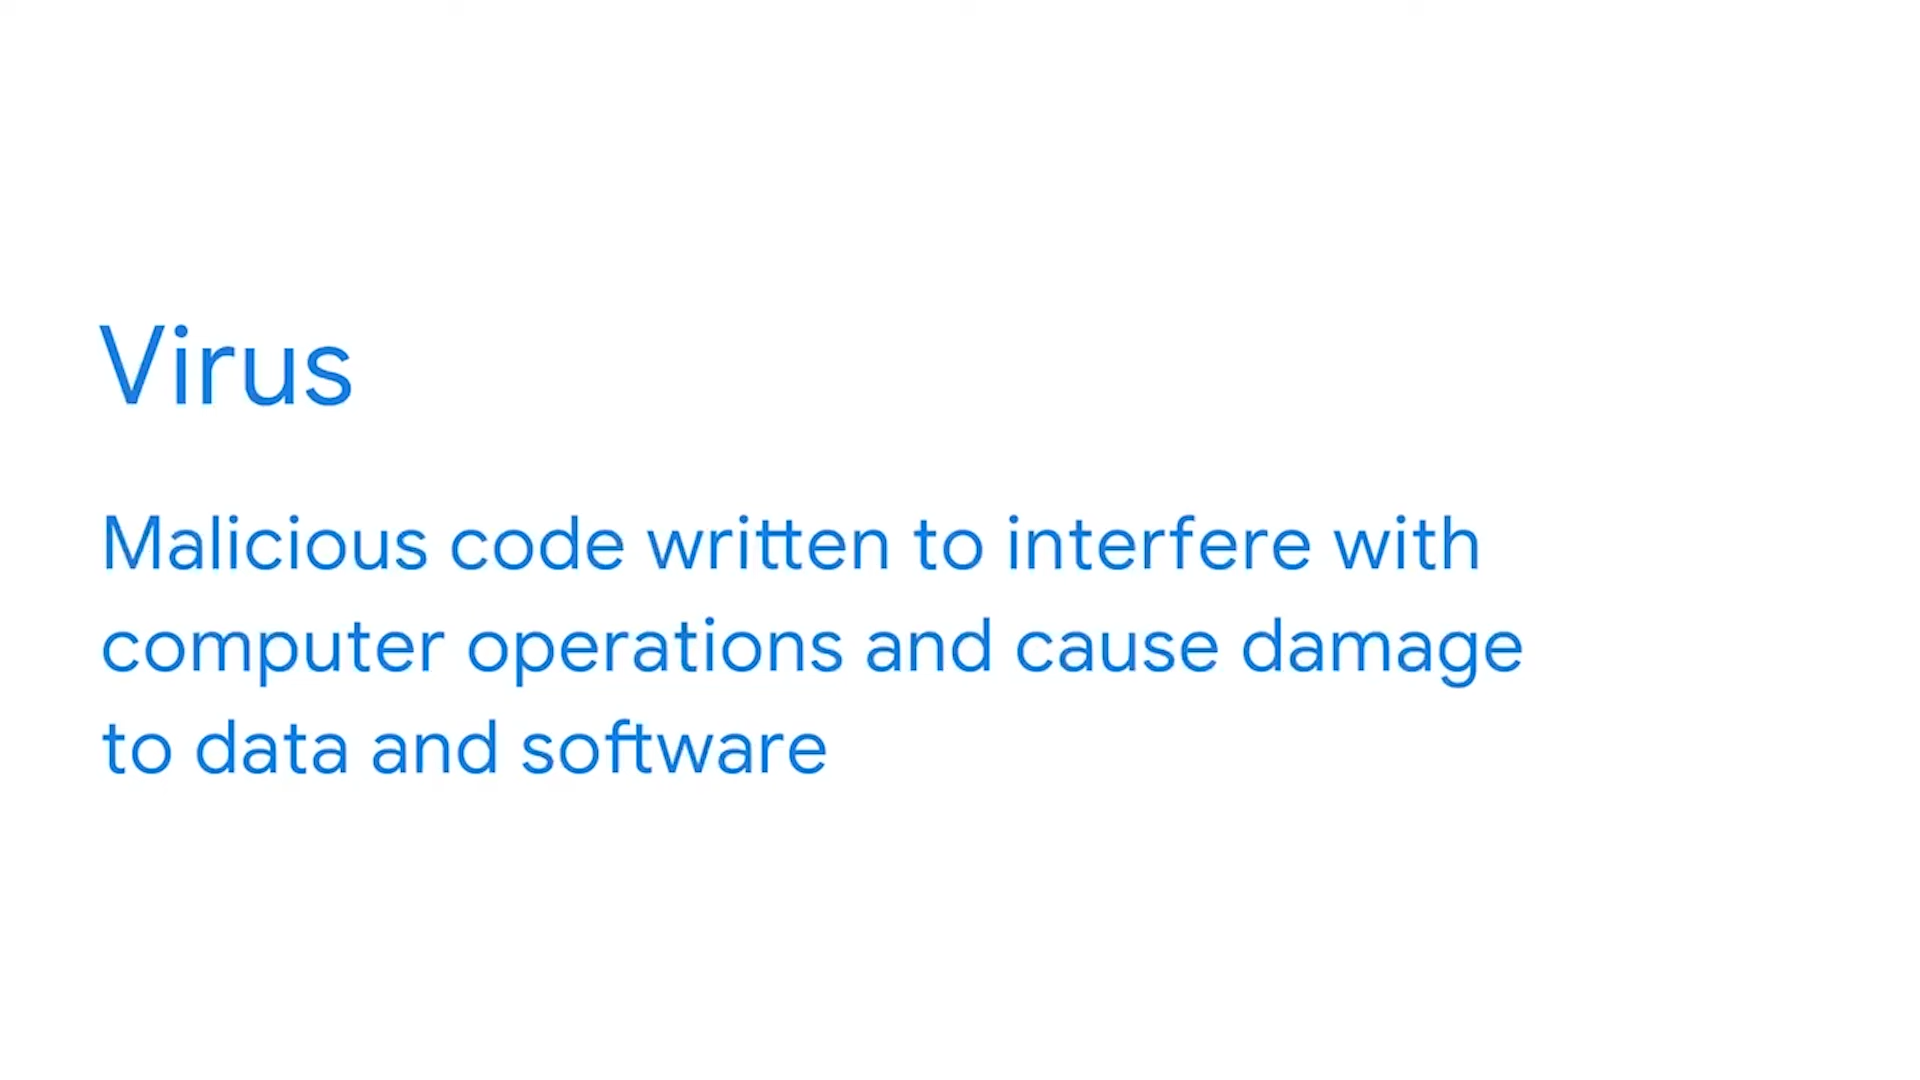 Virus
Malicious code written to interfere with
computer operations and cause damage
to data and software